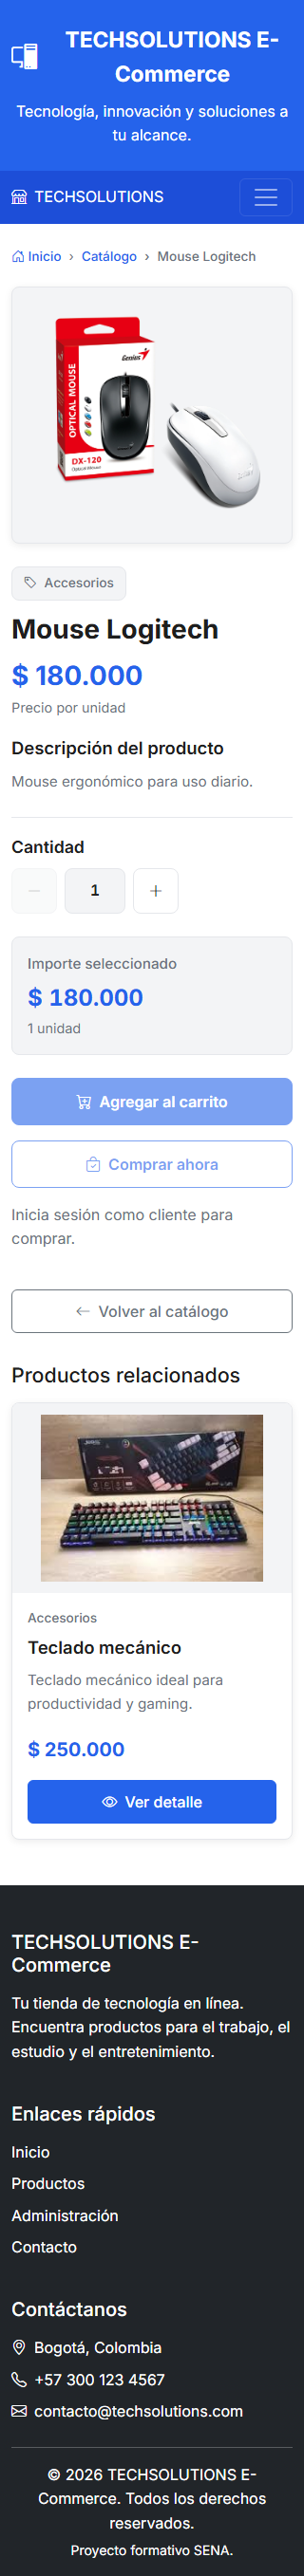 TECHSOLUTIONS E-
Commerce
Tecnología, innovación y soluciones a
tu alcance.
TECHSOLUTIONS
Inicio › Catálogo › Mouse Logitech
OPTICAL MOUSE
Genius
DX-120
Optical Mouse
Accesorios
Mouse Logitech
$ 180.000
Precio por unidad
Descripción del producto
Mouse ergonómico para uso diario.
Cantidad
− 1 +
Importe seleccionado
$ 180.000
1 unidad
Agregar al carrito
Comprar ahora
Inicia sesión como cliente para
comprar.
← Volver al catálogo
Productos relacionados
Accesorios
Teclado mecánico
Teclado mecánico ideal para
productividad y gaming.
$ 250.000
Ver detalle
TECHSOLUTIONS E-
Commerce
Tu tienda de tecnología en línea.
Encuentra productos para el trabajo, el
estudio y el entretenimiento.
Enlaces rápidos
Inicio
Productos
Administración
Contacto
Contáctanos
Bogotá, Colombia
+57 300 123 4567
contacto@techsolutions.com
© 2026 TECHSOLUTIONS E-
Commerce. Todos los derechos
reservados.
Proyecto formativo SENA.